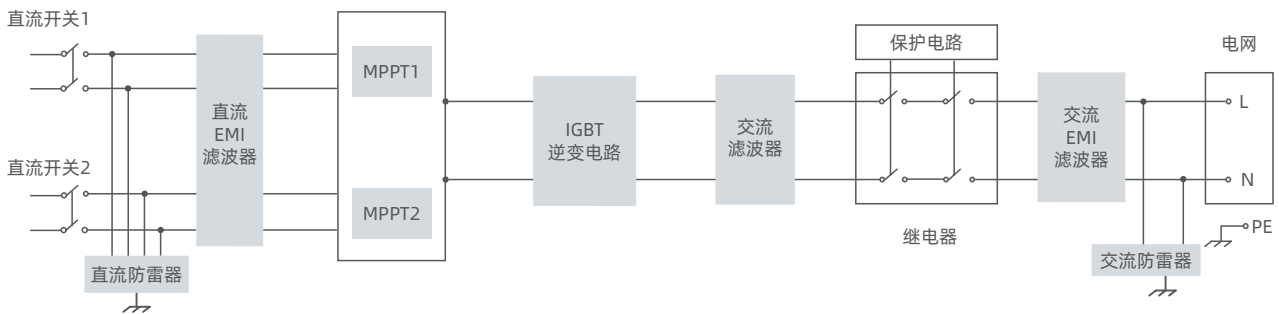 直流开关1
直流开关2
直流防雷器
直流
EMI
滤波器
MPPT1
MPPT2
IGBT
逆变电路
交流
滤波器
保护电路
继电器
交流
EMI
滤波器
电网
L
N
PE
交流防雷器